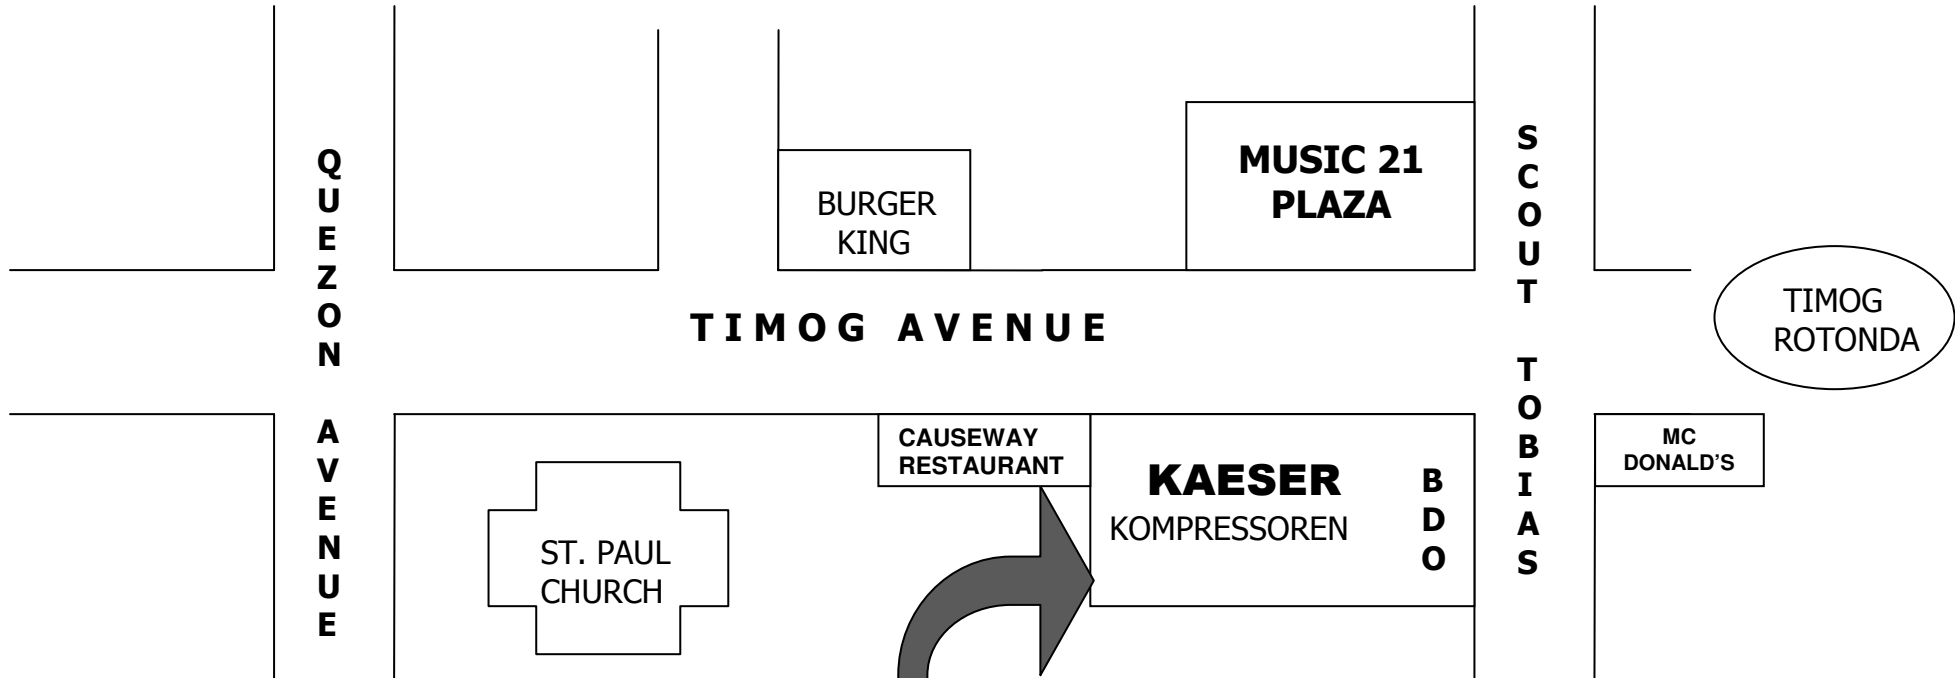 QUEZON AVENUE
BURGER
KING
MUSIC 21
PLAZA
SCOUT TOBIAS
TIMOG
ROTONDA
TIMOG AVENUE
CAUSEWAY
RESTAURANT
KAESER
KOMPRESSOREN
BDO
MC
DONALD'S
ST. PAUL
CHURCH